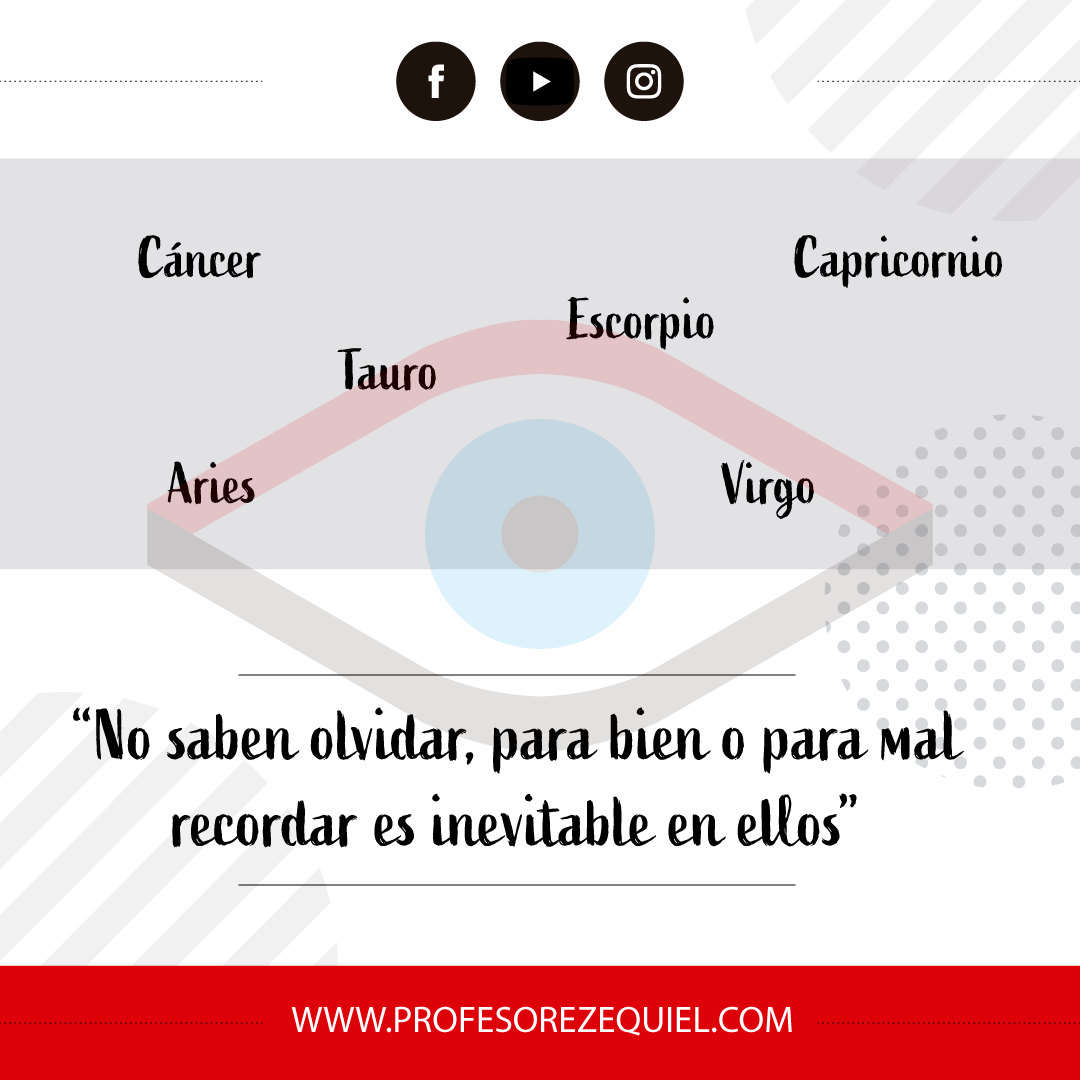 Cáncer
Capricornio
Escorpio
Tauro
Aries
Virgo
“No saben olvidar, para bien o para mal
recordar es inevitable en ellos”
WWW.PROFESOREZEQUIEL.COM